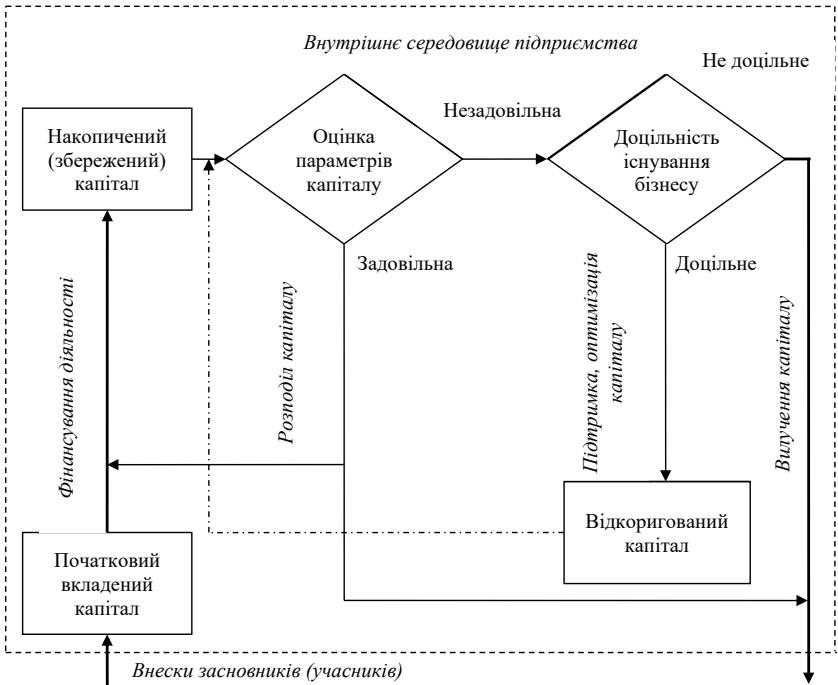 Внутрішнє середовище підприємства
Не доцільне
Накопичений
(збережений)
капітал
Оцінка
параметрів
капіталу
Незадовільна
Доцільність
існування
бізнесу
Задовільна
Доцільне
Фінансування діяльності
Розподіл капіталу
Підтримка, оптимізація
капіталу
Вилучення капіталу
Відкоригований
капітал
Початковий
вкладений
капітал
Внески засновників (учасників)